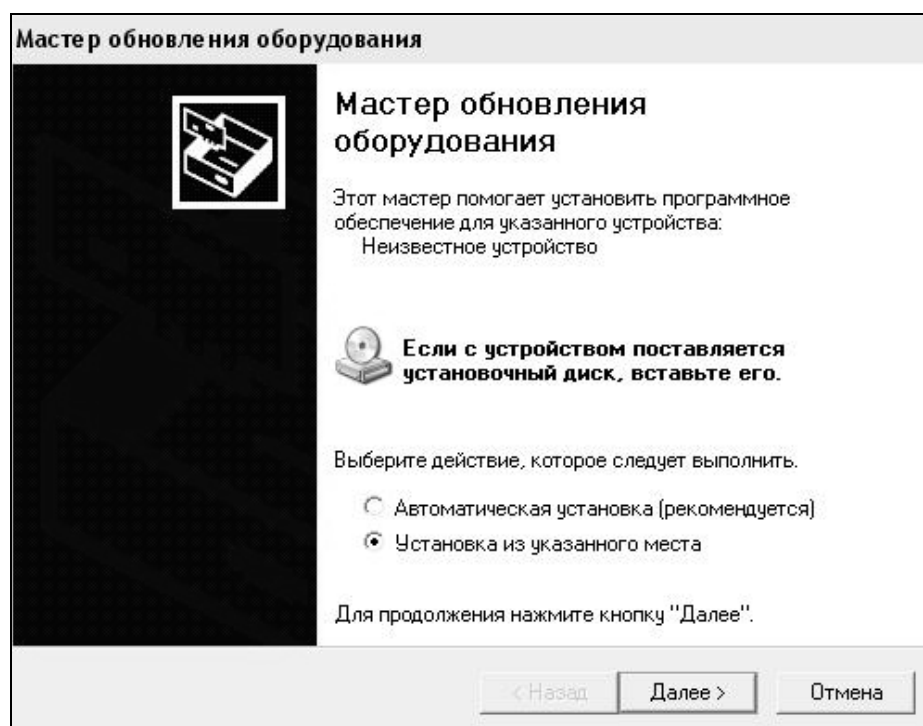 Мастер обновления оборудования
Мастер обновления
оборудования
Этот мастер помогает установить программное
обеспечение для указанного устройства:
Неизвестное устройство
Если с устройством поставляется
установочный диск, вставьте его.
Выберите действие, которое следует выполнить.
Автоматическая установка (рекомендуется)
Установка из указанного места
Для продолжения нажмите кнопку "Далее".
< Назад Далее > Отмена